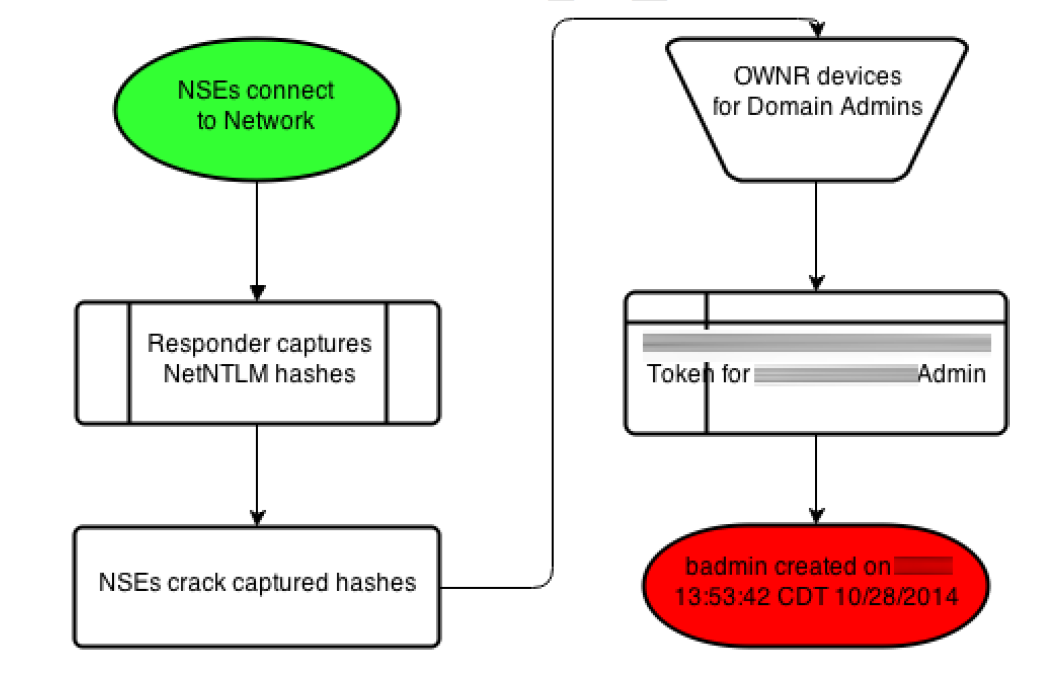 NSEs connect
to Network
Responder captures
NetNTLM hashes
NSEs crack captured hashes
OWNR devices
for Domain Admins
Token for Admin
badmin created on
13:53:42 CDT 10/28/2014